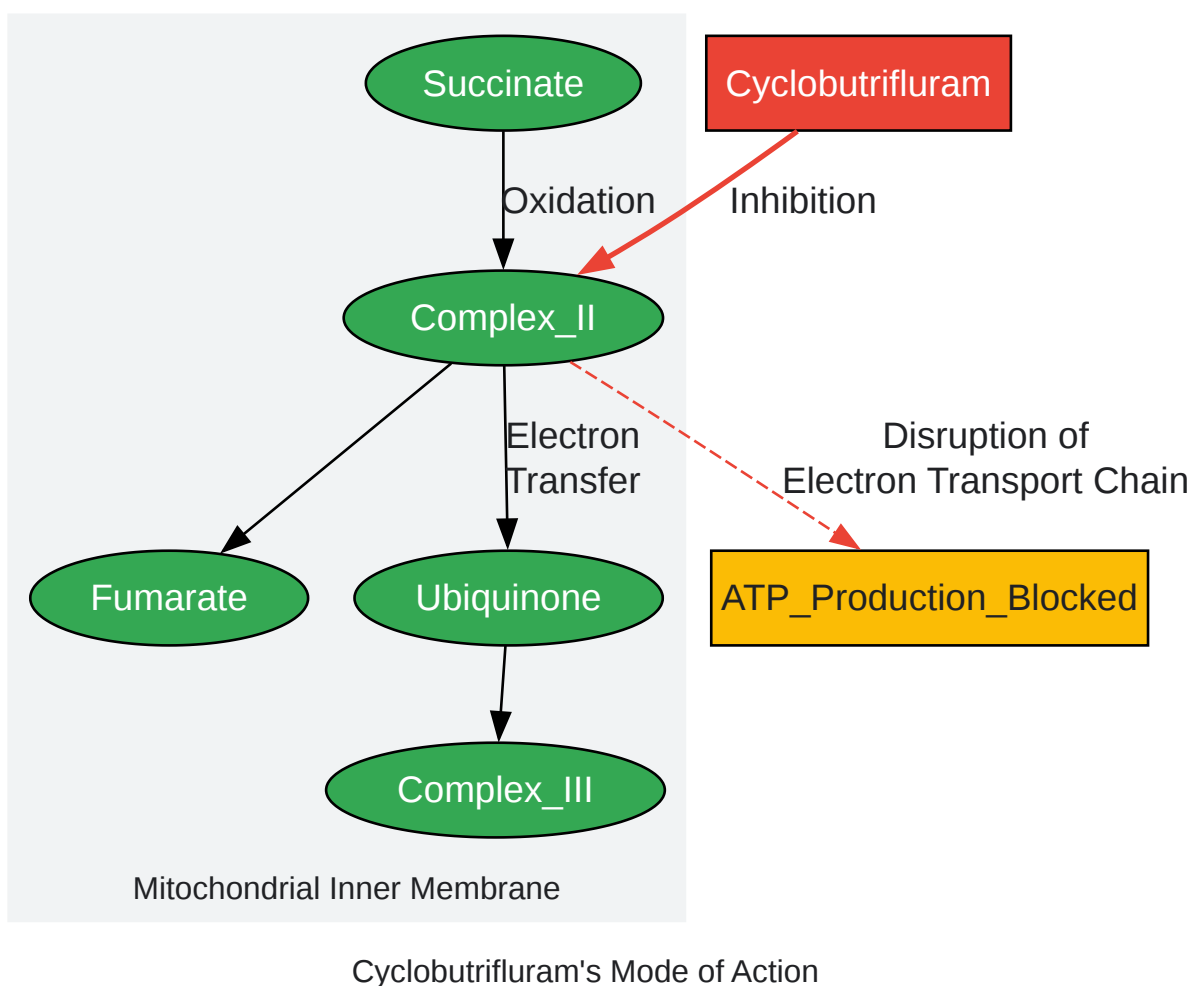 Succinate
Cyclobutrifluram
Oxidation
Inhibition
Complex_II
Electron
Transfer
Disruption of
Electron Transport Chain
Fumarate
Ubiquinone
ATP_Production_Blocked
Complex_III
Mitochondrial Inner Membrane
Cyclobutrifluram's Mode of Action